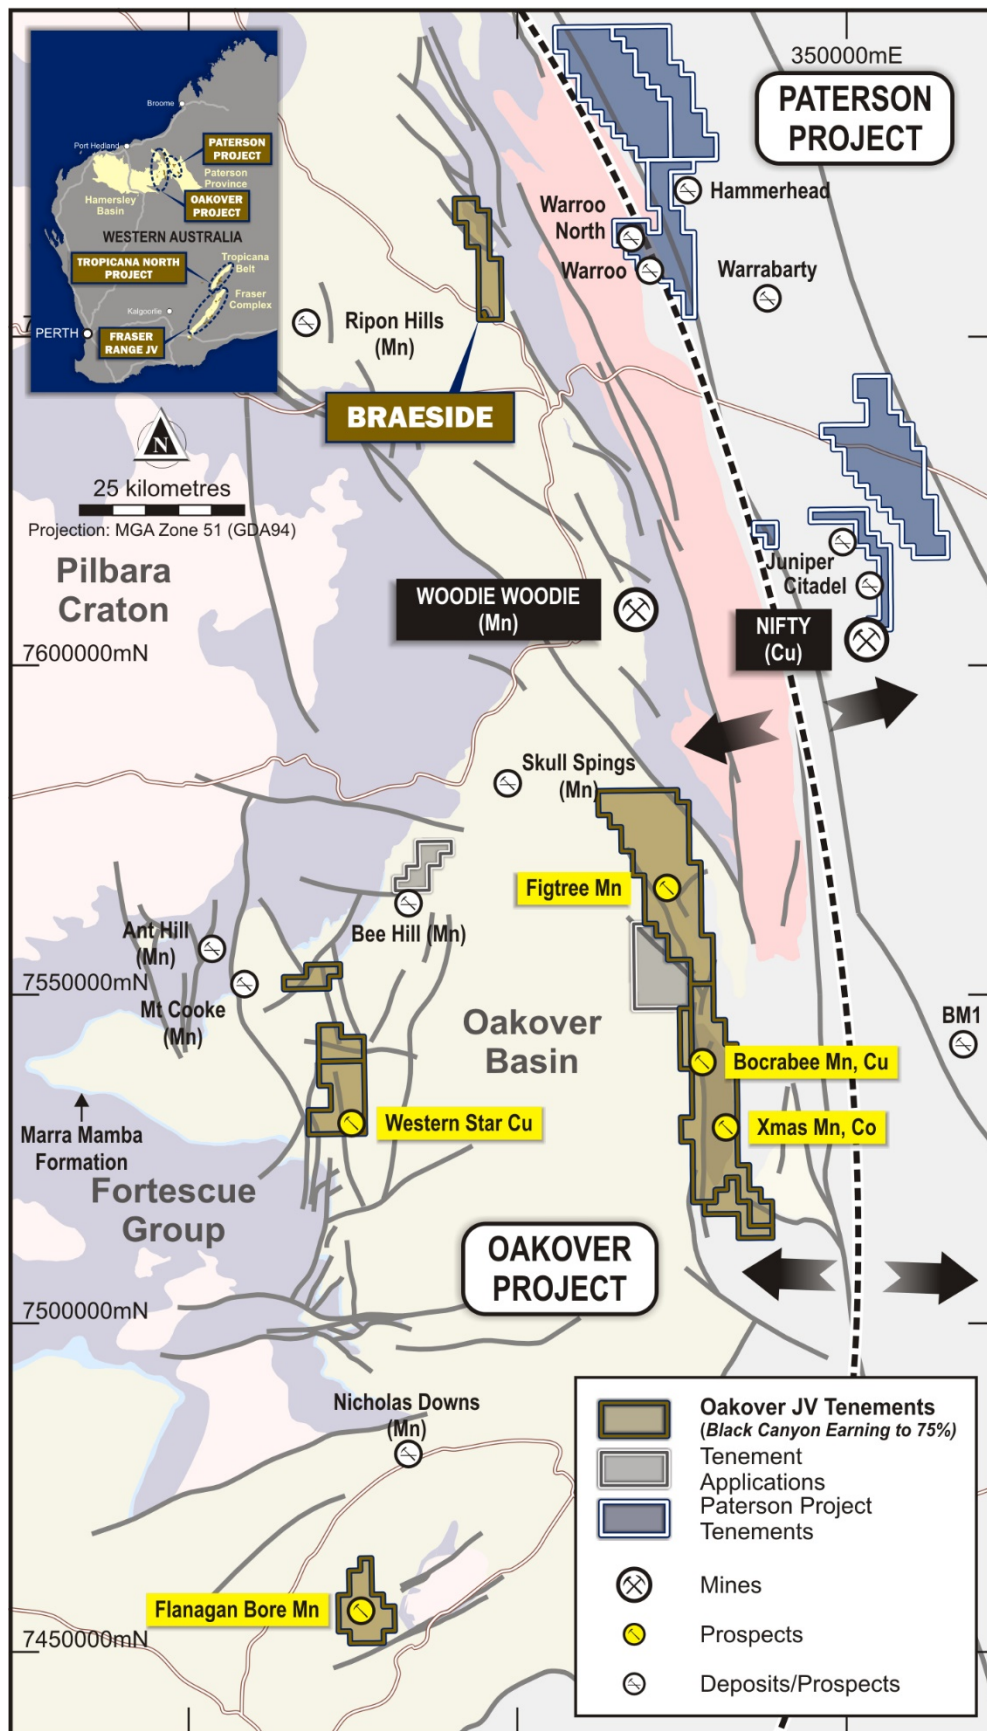 350000mE
PATERSON
PROJECT
Broome
Port Hedland
PATERSON
PROJECT
Paterson
Province
Hamersley
Basin
OAKOVER
PROJECT
WESTERN AUSTRALIA
TROPICANA NORTH
PROJECT
Tropicana
Belt
Fraser
Complex
Kalgoorlie
PERTH
FRASER
RANGE JV
Hammerhead
Warroo
North
Warroo
Warrabarty
Ripon Hills
(Mn)
BRAESIDE
N
25 kilometres
Projection: MGA Zone 51 (GDA94)
Pilbara
Craton
Juniper
Citadel
WOODIE WOODIE
(Mn)
NIFTY
(Cu)
7600000mN
Skull Spings
(Mn)
Figtree Mn
Bee Hill (Mn)
Ant Hill
(Mn)
7550000mN
Mt Cooke
(Mn)
Oakover
Basin
BM1
Bocrabee Mn, Cu
Western Star Cu
Xmas Mn, Co
Marra Mamba
Formation
Fortescue
Group
OAKOVER
PROJECT
7500000mN
Nicholas Downs
(Mn)
Flanagan Bore Mn
7450000mN
Oakover JV Tenements
(Black Canyon Earning to 75%)
Tenement
Applications
Paterson Project
Tenements
Mines
Prospects
Deposits/Prospects